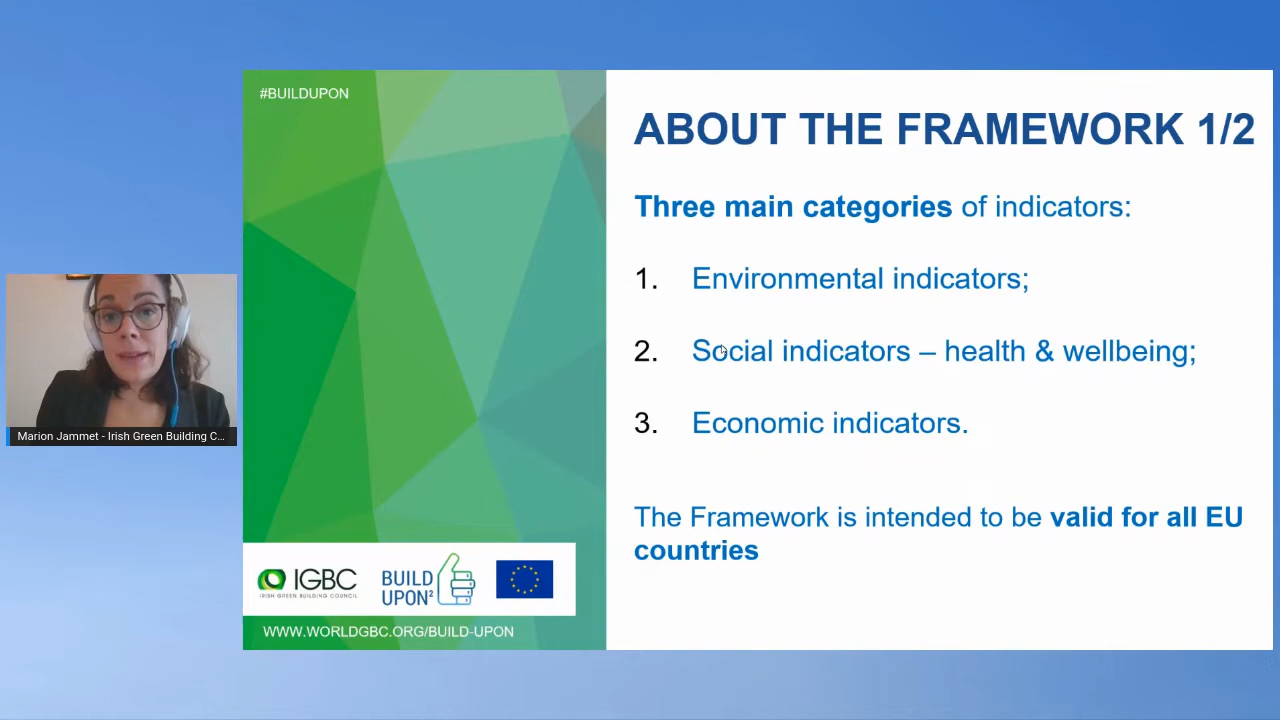 #BUILDUPON
ABOUT THE FRAMEWORK 1/2
Three main categories of indicators:
1. Environmental indicators;
2. Social indicators – health & wellbeing;
3. Economic indicators.
The Framework is intended to be valid for all EU
countries
Marion Jammet - Irish Green Building C...
IGBC
IRISH GREEN BUILDING COUNCIL
BUILD
UPON²
WWW.WORLDGBC.ORG/BUILD-UPON